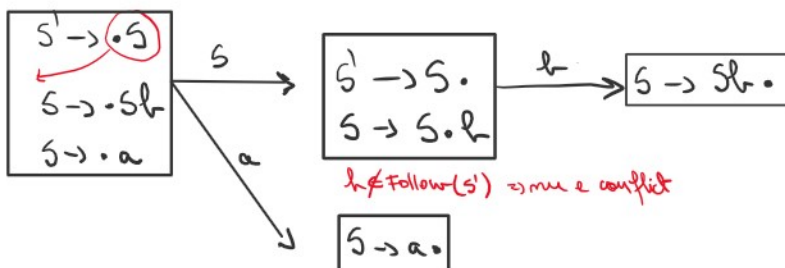 S' -> .S
S -> .Sb
S -> .a
S
a
S' -> S.
S -> S.b
b
S -> Sb.
b ∉ Follow(S') => nu e conflict
S -> a.